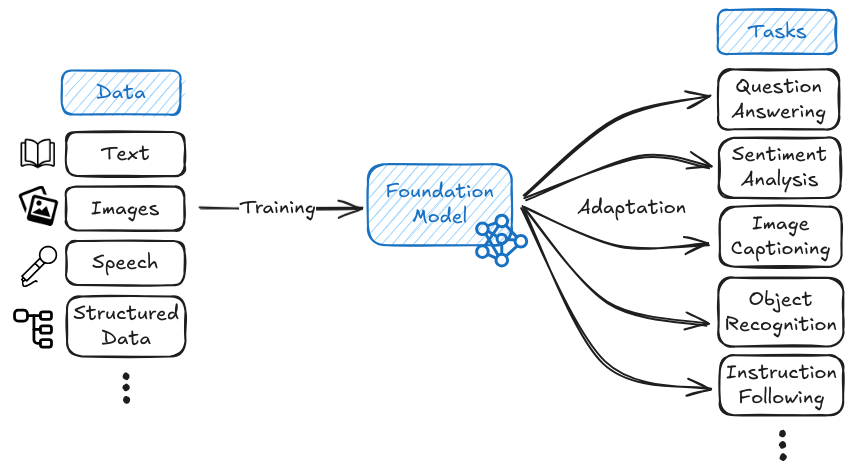 Data
Text
Images
Speech
Structured
Data
Training
Foundation
Model
Adaptation
Tasks
Question
Answering
Sentiment
Analysis
Image
Captioning
Object
Recognition
Instruction
Following